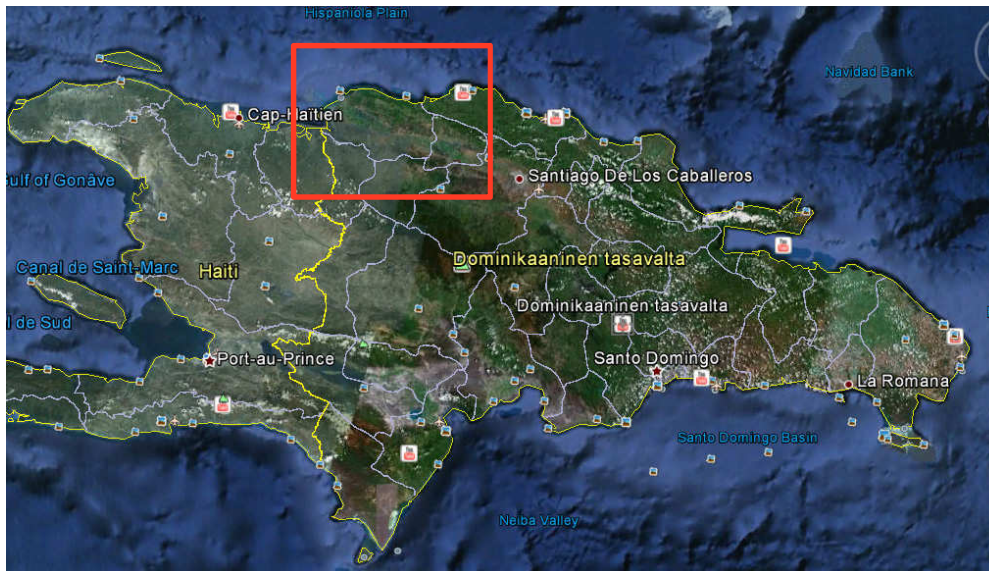 Hispaniola Plain
Navidad Bank
Cap-Haïtien
Santiago De Los Caballeros
ulf of Gonâve
Canal de Saint-Marc
Haiti
Dominikaaninen tasavalta
Dominikaaninen tasavalta
l de Sud
Port-au-Prince
Santo Domingo
La Romana
Santo Domingo Basin
Neiba Valley